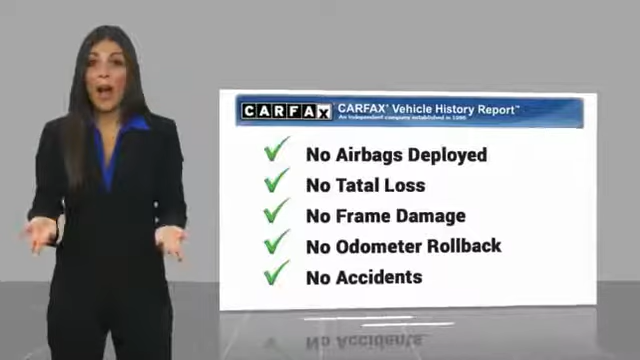 CARFAX CARFAX® Vehicle History Report™
An independent company established in 1986
No Airbags Deployed
No Tatal Loss
No Frame Damage
No Odometer Rollback
No Accidents